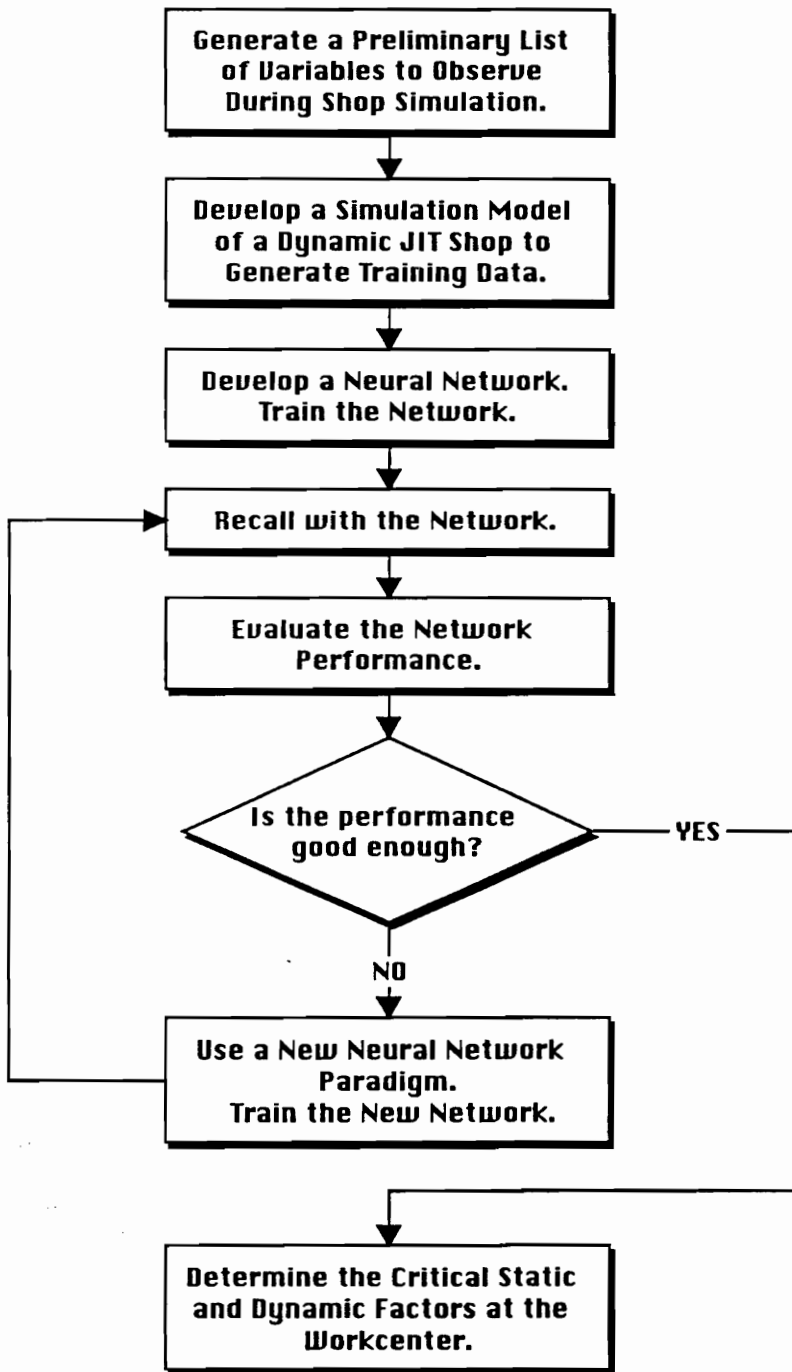 Generate a Preliminary List
of Variables to Observe
During Shop Simulation.
Develop a Simulation Model
of a Dynamic JIT Shop to
Generate Training Data.
Develop a Neural Network.
Train the Network.
Recall with the Network.
Evaluate the Network
Performance.
Is the performance
good enough?
YES
NO
Use a New Neural Network
Paradigm.
Train the New Network.
Determine the Critical Static
and Dynamic Factors at the
Workcenter.